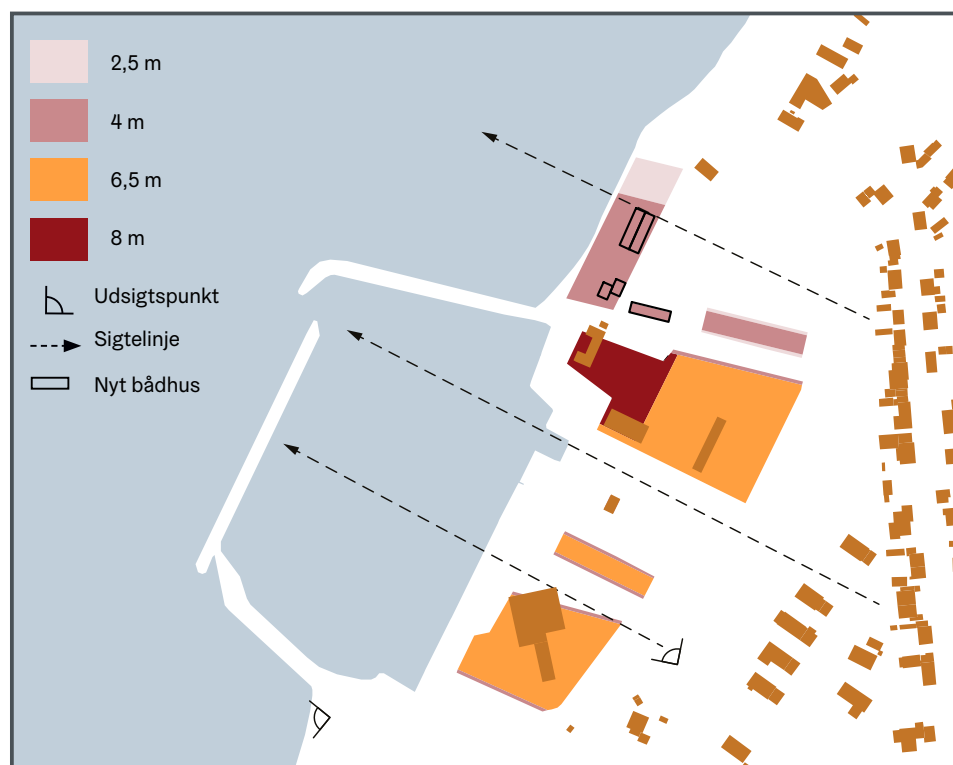 2,5 m
4 m
6,5 m
8 m
Udsigtspunkt
Sigtelinje
Nyt bådhus